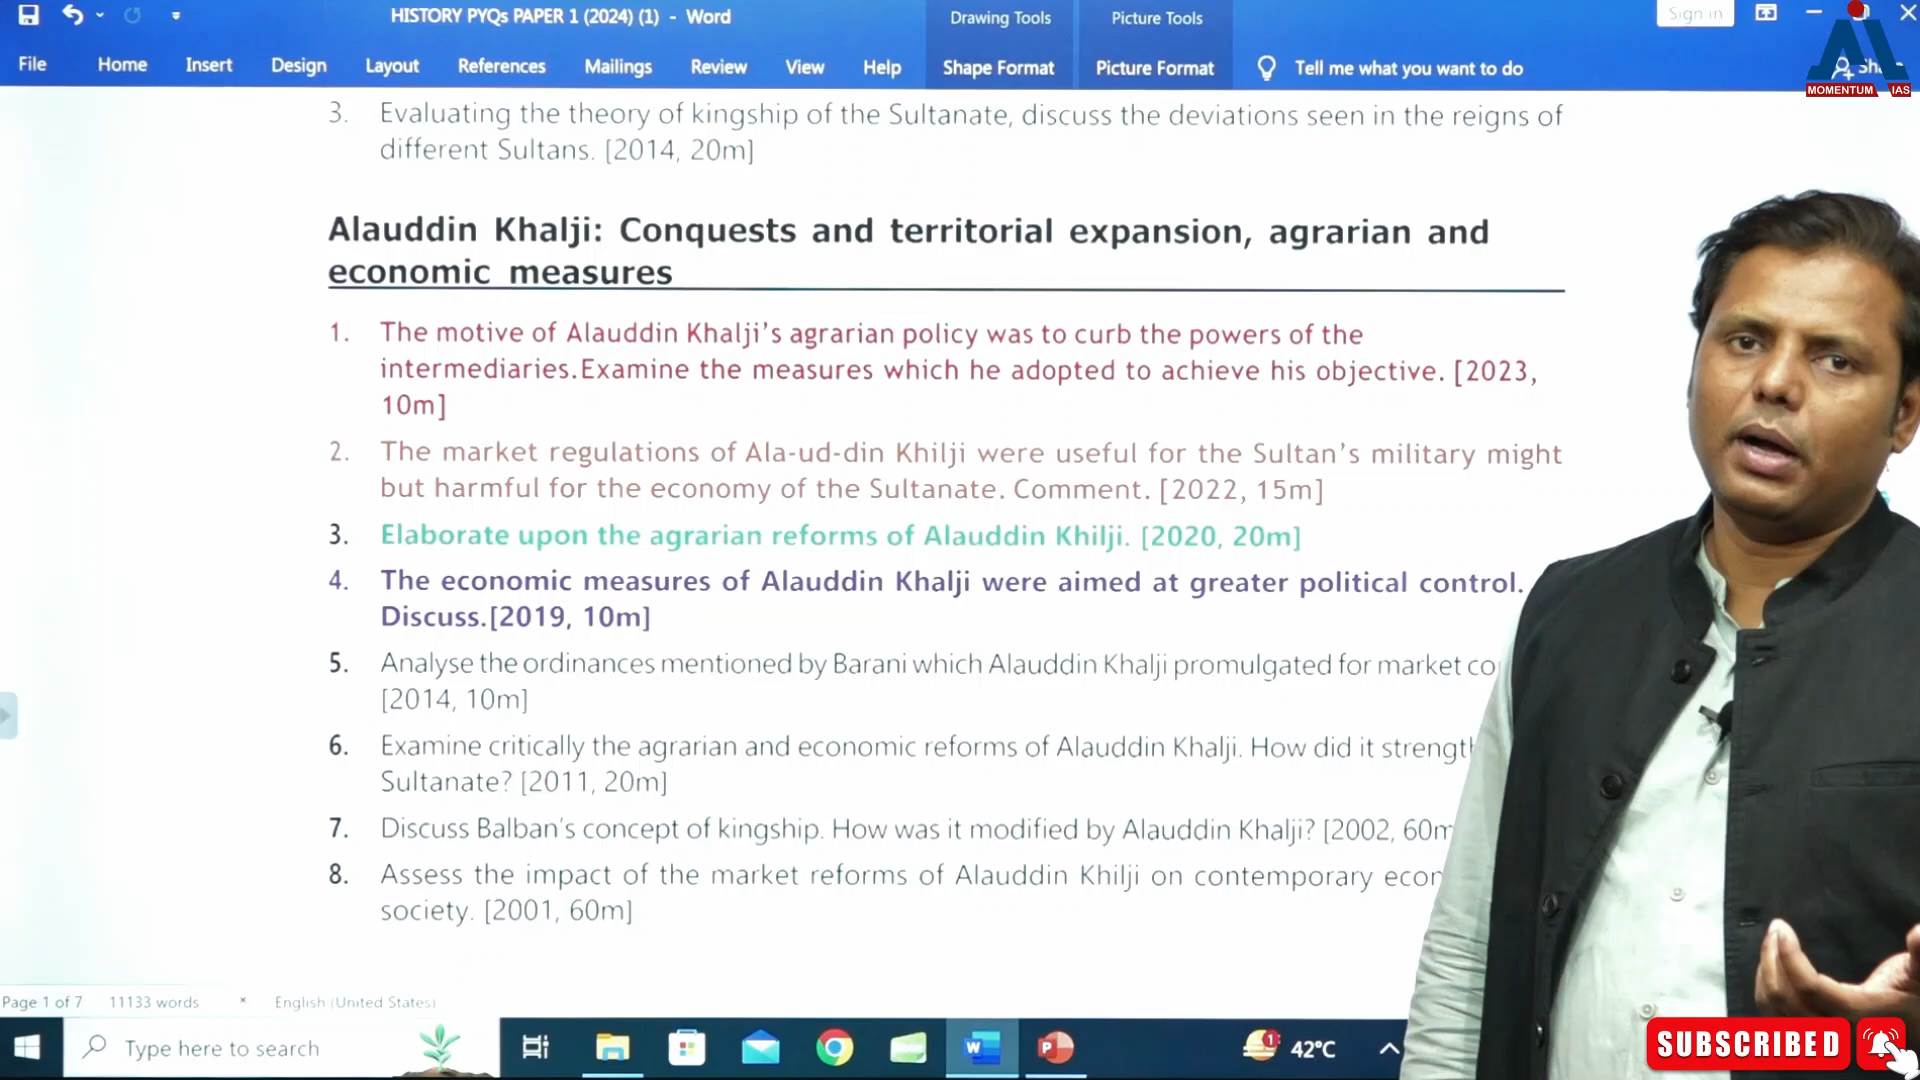 HISTORY PYQs PAPER 1 (2024) (1) - Word
Drawing Tools
Picture Tools
Sign in
File
Home
Insert
Design
Layout
References
Mailings
Review
View
Help
Shape Format
Picture Format
Tell me what you want to do
MOMENTUM IAS
3. Evaluating the theory of kingship of the Sultanate, discuss the deviations seen in the reigns of
different Sultans. [2014, 20m]
Alauddin Khalji: Conquests and territorial expansion, agrarian and
economic measures
1. The motive of Alauddin Khalji's agrarian policy was to curb the powers of the
intermediaries.Examine the measures which he adopted to achieve his objective. [2023,
10m]
2. The market regulations of Ala-ud-din Khilji were useful for the Sultan's military might
but harmful for the economy of the Sultanate. Comment. [2022, 15m]
3. Elaborate upon the agrarian reforms of Alauddin Khilji. [2020, 20m]
4. The economic measures of Alauddin Khalji were aimed at greater political control.
Discuss.[2019, 10m]
5. Analyse the ordinances mentioned by Barani which Alauddin Khalji promulgated for market
[2014, 10m]
6. Examine critically the agrarian and economic reforms of Alauddin Khalji. How did it
Sultanate? [2011, 20m]
7. Discuss Balban's concept of kingship. How was it modified by Alauddin Khalji? [2002, 60m
8. Assess the impact of the market reforms of Alauddin Khilji on contemporary
society. [2001, 60m]
Page 1 of 7
11133 words
English (United States)
Type here to search
1
42°C
SUBSCRIBED